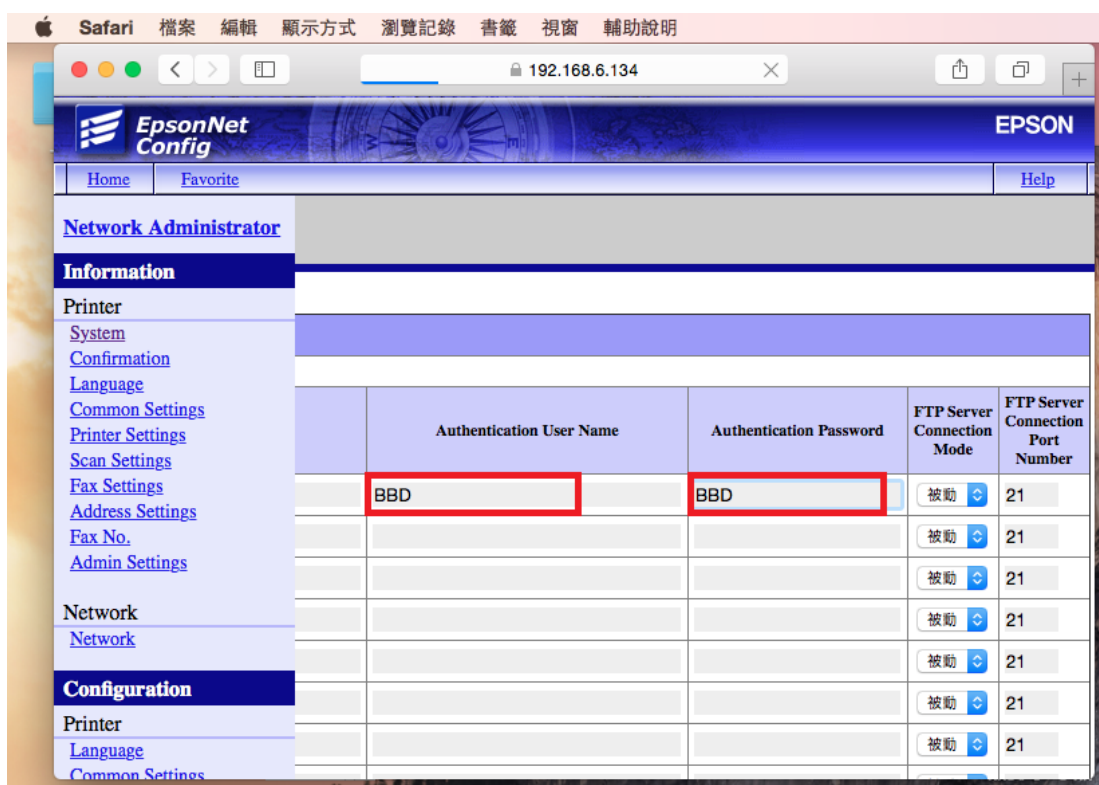 Safari 檔案 編輯 顯示方式 瀏覽記錄 書籤 視窗 輔助說明
192.168.6.134
EpsonNet
Config
EPSON
Home Favorite Help
Network Administrator
Information
Printer
System
Confirmation
Language
Common Settings
Printer Settings
Scan Settings
Fax Settings
Address Settings
Fax No.
Admin Settings
Network
Network
Configuration
Printer
Language
Common Settings
Authentication User Name
Authentication Password
FTP Server
Connection
Mode
FTP Server
Connection
Port
Number
BBD BBD 被動 21
被動 21
被動 21
被動 21
被動 21
被動 21
被動 21